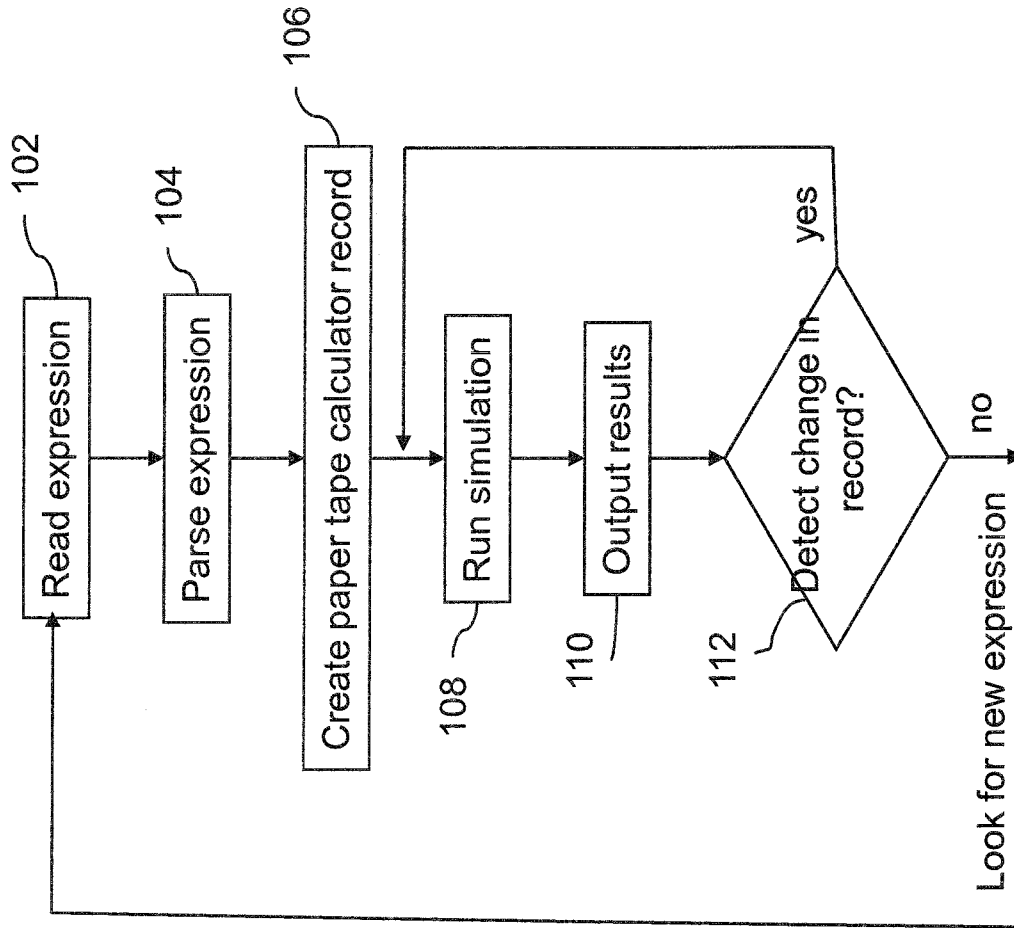 Read expression
102
Parse expression
104
Create paper tape calculator record
106
Run simulation
108
Output results
110
Detect change in
record?
112
yes
no
Look for new expression